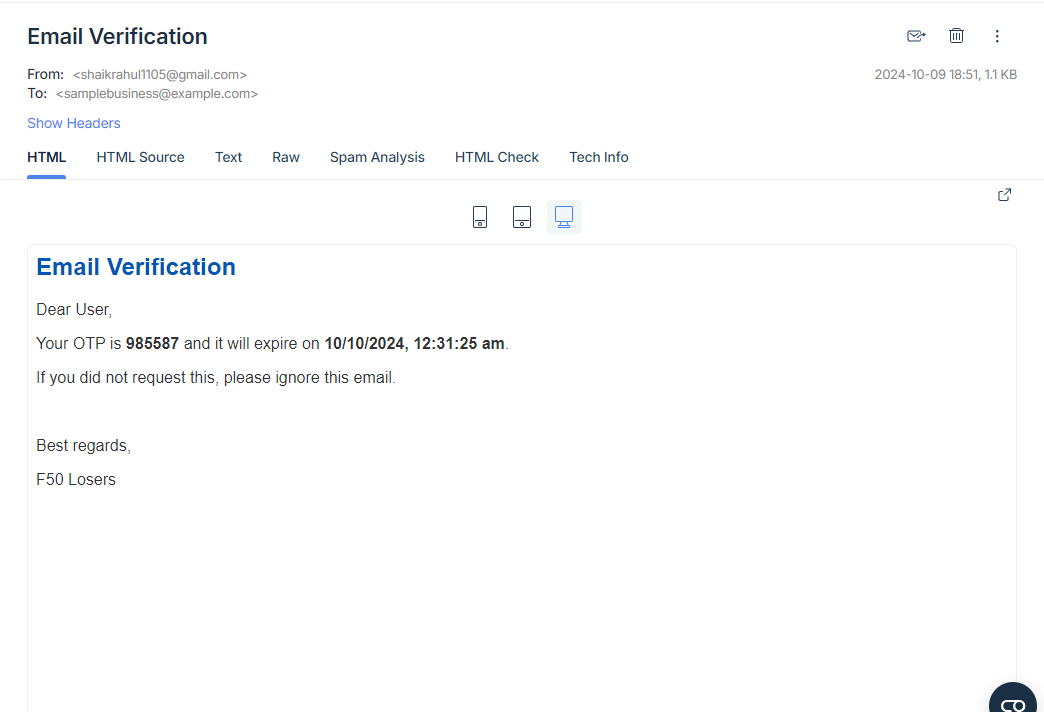 Email Verification
From: <shaikrahul1105@gmail.com>
2024-10-09 18:51, 1.1 KB
To: <samplebusiness@example.com>
Show Headers
HTML HTML Source Text Raw Spam Analysis HTML Check Tech Info
Email Verification
Dear User,
Your OTP is 985587 and it will expire on 10/10/2024, 12:31:25 am.
If you did not request this, please ignore this email.
Best regards,
F50 Losers